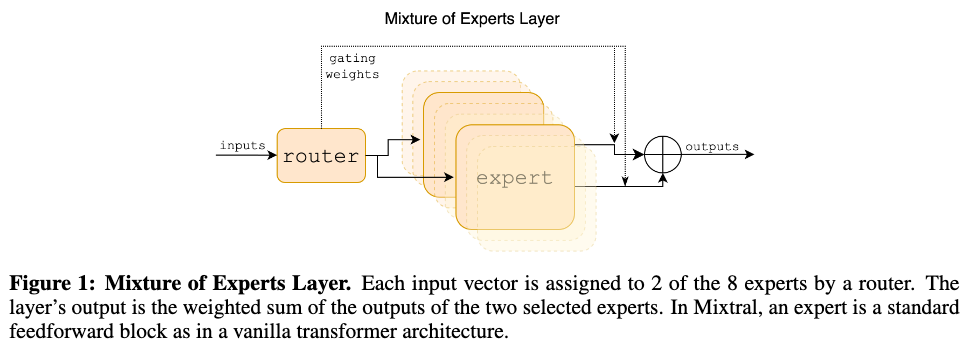 Mixture of Experts Layer
gating
weights
inputs
router
expert
outputs
Figure 1: Mixture of Experts Layer. Each input vector is assigned to 2 of the 8 experts by a router. The
layer's output is the weighted sum of the outputs of the two selected experts. In Mixtral, an expert is a standard
feedforward block as in a vanilla transformer architecture.